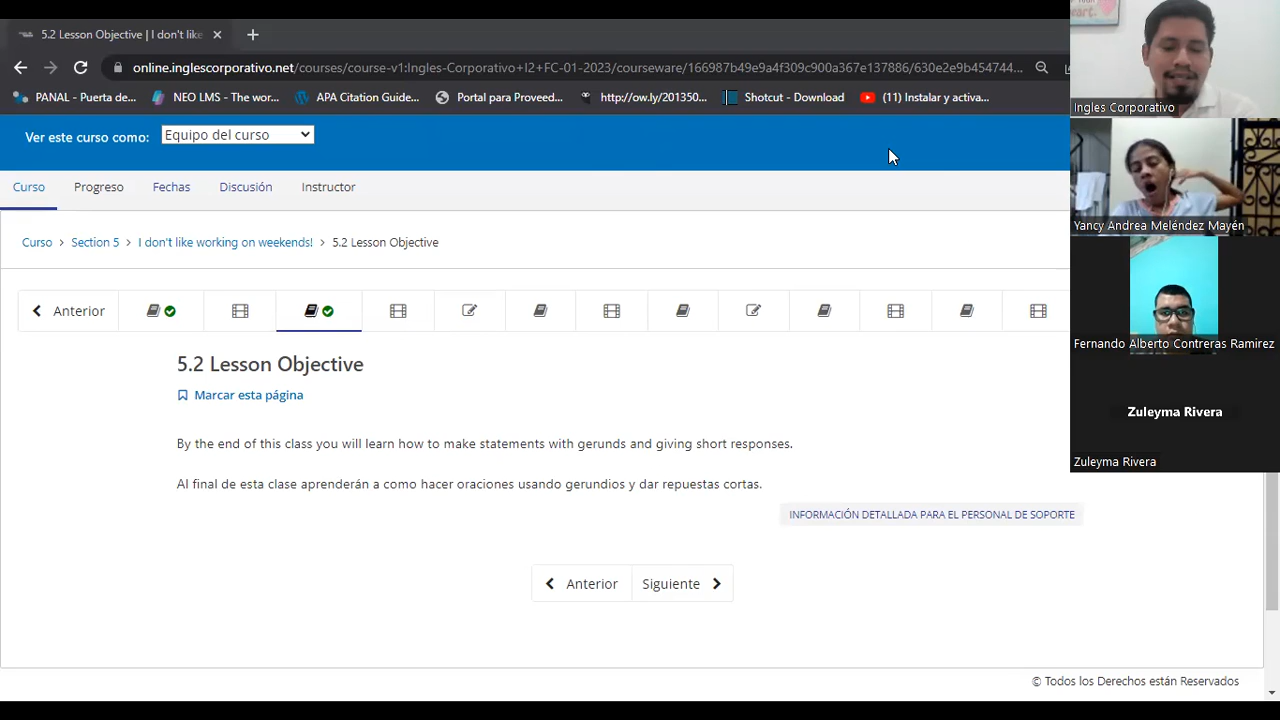 5.2 Lesson Objective | I don't like
online.inglescorporativo.net/courses/course-v1:Ingles-Corporativo+I2+FC-01-2023/courseware/166987b49e9a4f309c900a367e137886/630e2e9b454744...
PANAL - Puerta de... NEO LMS - The wor... APA Citation Guide... Portal para Proveed... http://ow.ly/201350... Shotcut - Download (11) Instalar y activa...
Ver este curso como: Equipo del curso
Curso Progreso Fechas Discusión Instructor
Curso > Section 5 > I don't like working on weekends! > 5.2 Lesson Objective
Anterior
5.2 Lesson Objective
Marcar esta página
By the end of this class you will learn how to make statements with gerunds and giving short responses.
Al final de esta clase aprenderán a como hacer oraciones usando gerundios y dar repuestas cortas.
INFORMACIÓN DETALLADA PARA EL PERSONAL DE SOPORTE
Anterior Siguiente
© Todos los Derechos están Reservados
heart.
Ingles Corporativo
Yancy Andrea Meléndez Mayén
Fernando Alberto Contreras Ramirez
Zuleyma Rivera
Zuleyma Rivera